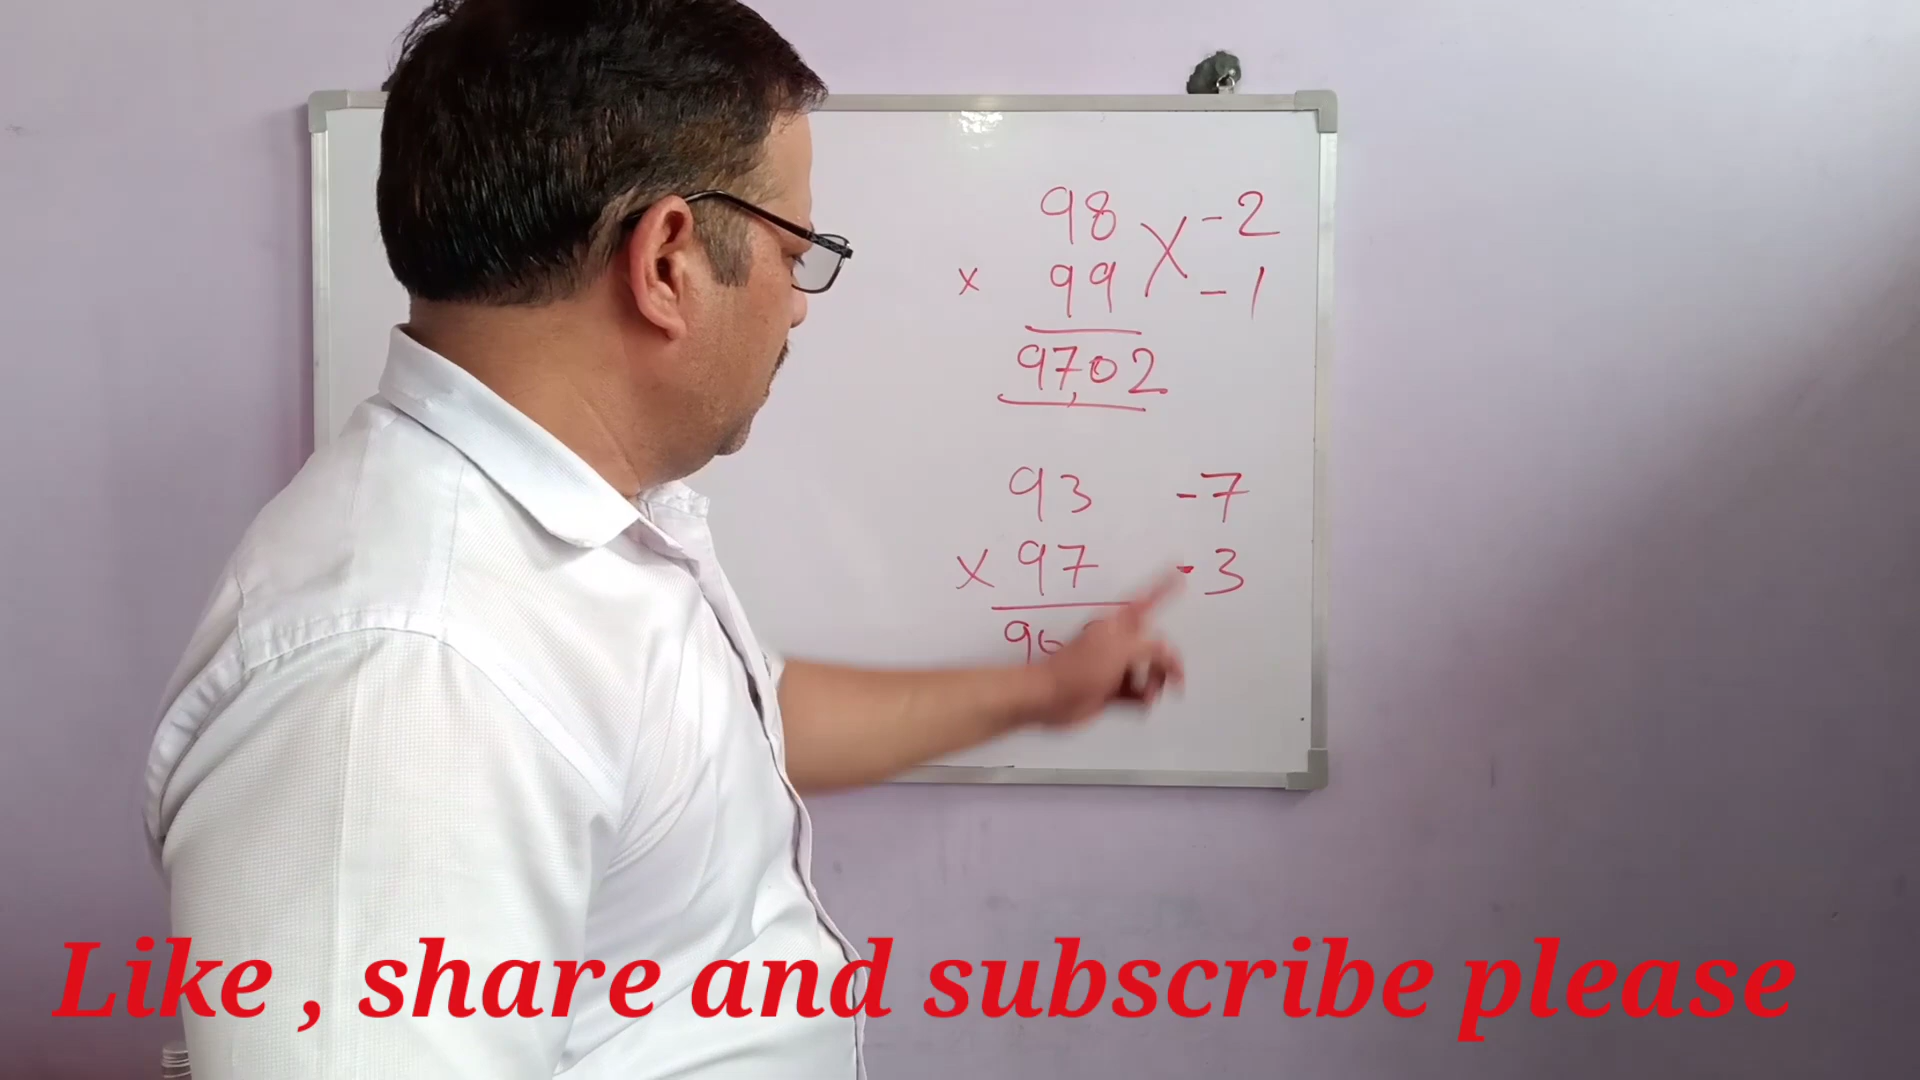 98 X -2
x 99 -1
9702
93 -7
X 97 -3
Like , share and subscribe please